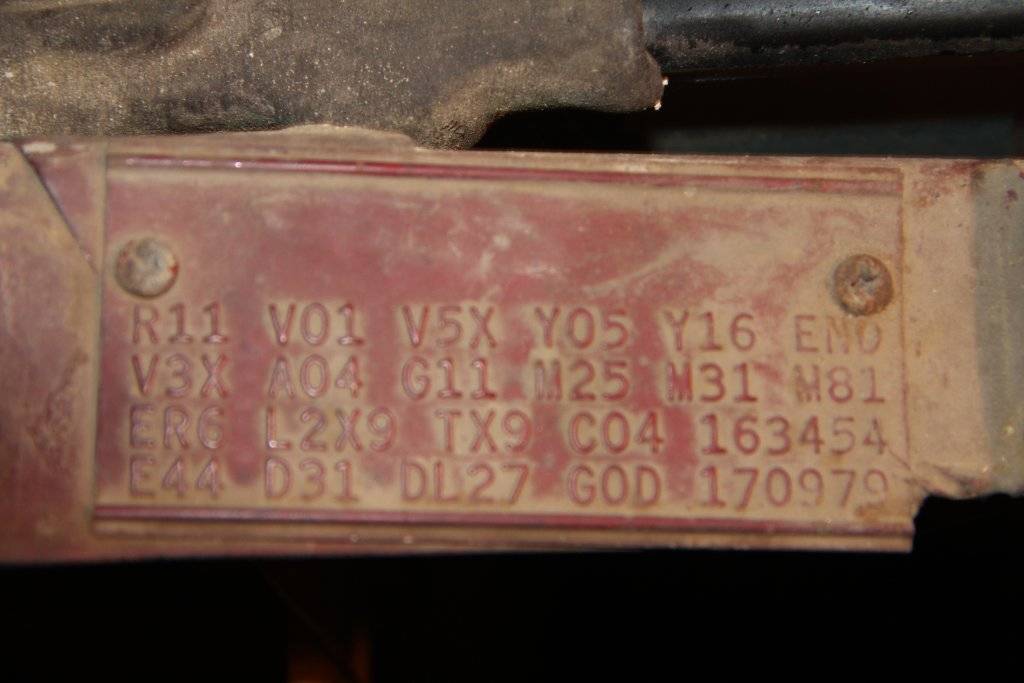 R11 V01 V5X Y05 Y16 END
V3X A04 G11 M25 M31 M81
ER6 L2X9 TX9 C04 163454
E44 D31 DL27 G0D 170979